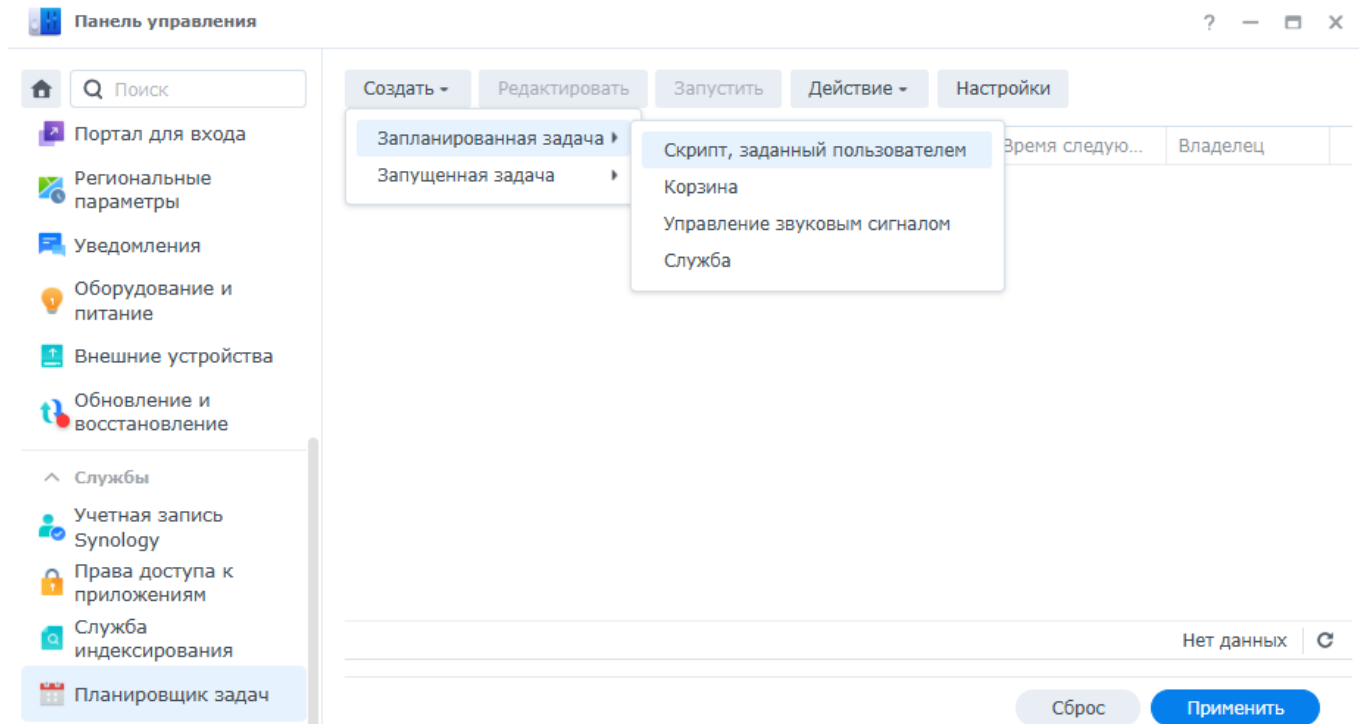 Панель управления
?
Поиск
Создать
Редактировать
Запустить
Действие
Настройки
Портал для входа
Региональные
параметры
Уведомления
Оборудование и
питание
Внешние устройства
Обновление и
восстановление
Службы
Учетная запись
Synology
Права доступа к
приложениям
Служба
индексирования
Планировщик задач
Запланированная задача
Запущенная задача
Скрипт, заданный пользователем
Корзина
Управление звуковым сигналом
Служба
Время следую...
Владелец
Нет данных
Сброс
Применить